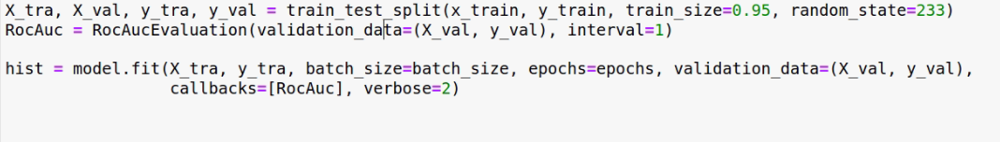 X_tra, X_val, y_tra, y_val = train_test_split(x_train, y_train, train_size=0.95, random_state=233)
RocAuc = RocAucEvaluation(validation_data=(X_val, y_val), interval=1)
hist = model.fit(X_tra, y_tra, batch_size=batch_size, epochs=epochs, validation_data=(X_val, y_val),
callbacks=[RocAuc], verbose=2)